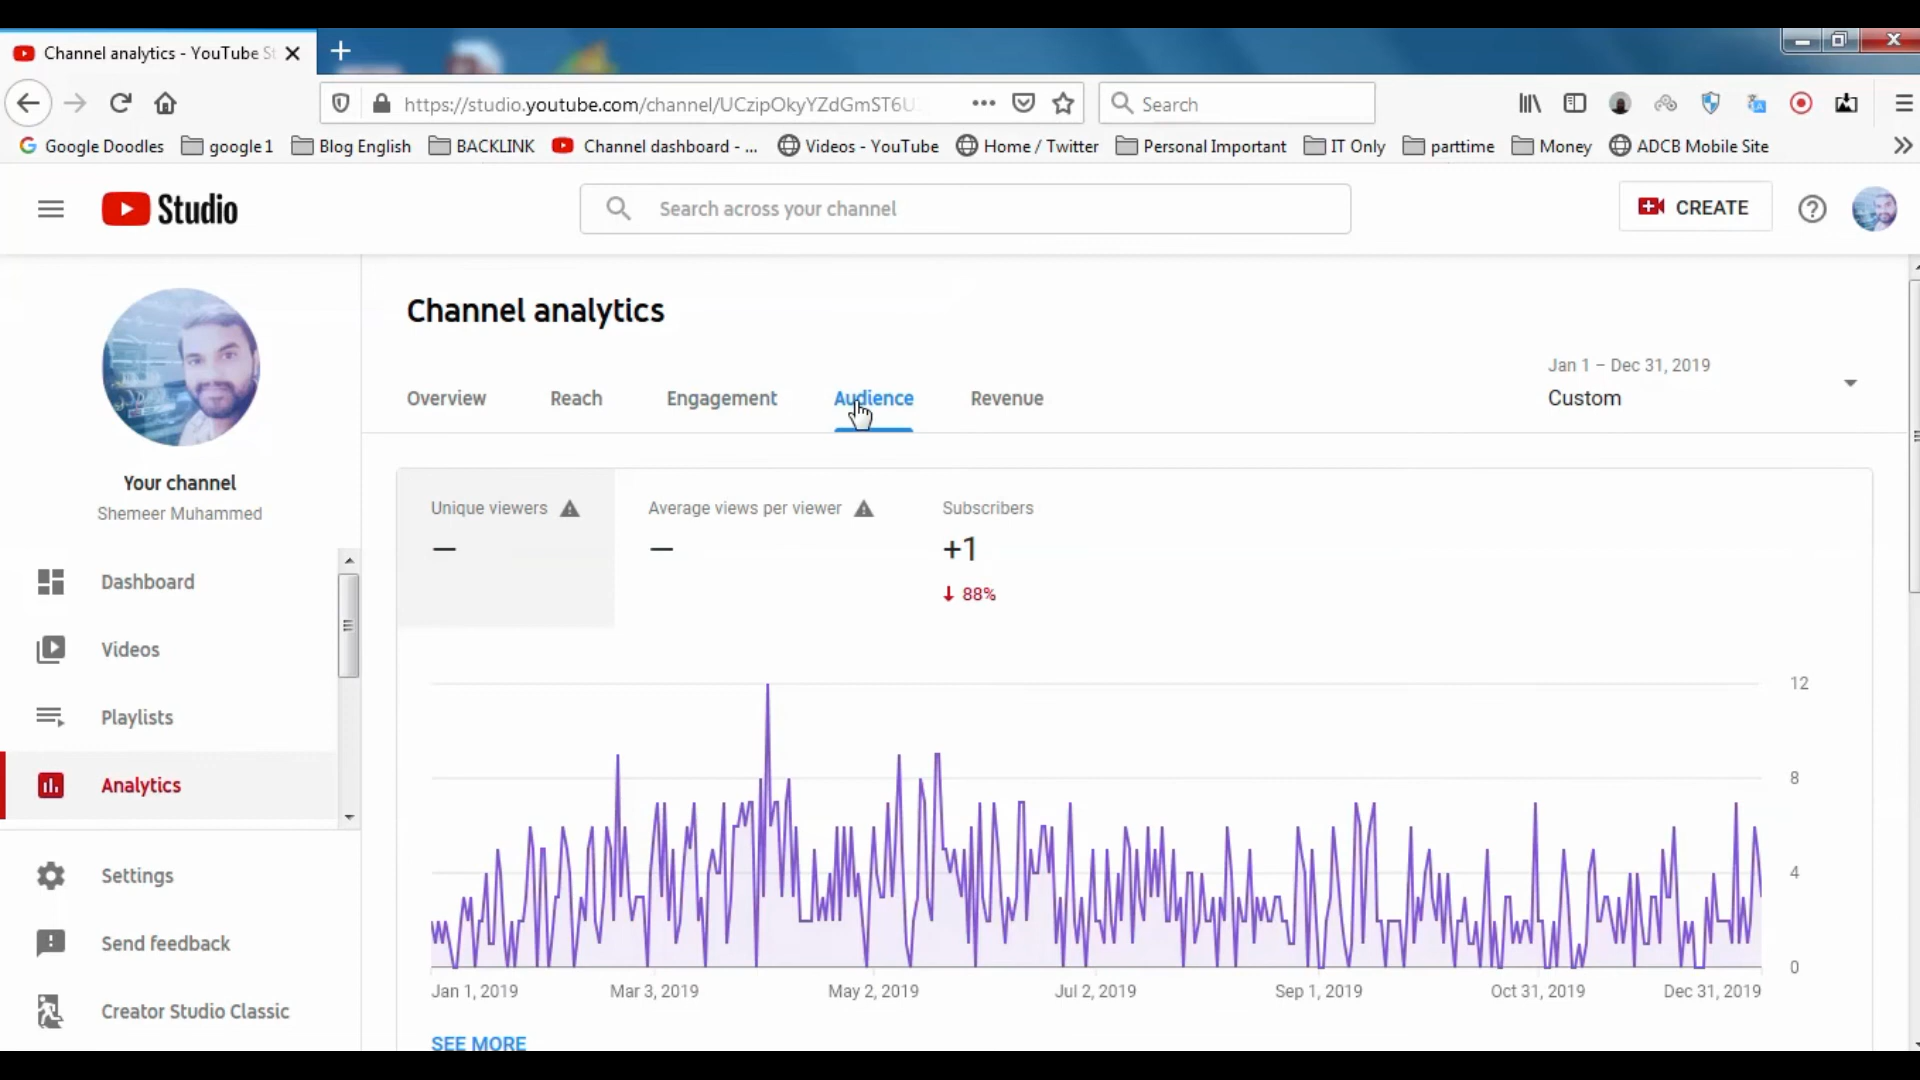 Channel analytics - YouTube St
https://studio.youtube.com/channel/UCzipOkyYZdGmST6U
Search
Google Doodles
google1
Blog English
BACKLINK
Channel dashboard - ...
Videos - YouTube
Home / Twitter
Personal Important
IT Only
parttime
Money
ADCB Mobile Site
Studio
Search across your channel
CREATE
Your channel
Shemeer Muhammed
Dashboard
Videos
Playlists
Analytics
Settings
Send feedback
Creator Studio Classic
Channel analytics
Jan 1 – Dec 31, 2019
Custom
Overview
Reach
Engagement
Audience
Revenue
Unique viewers
—
Average views per viewer
—
Subscribers
+1
88%
12
8
4
0
Jan 1, 2019
Mar 3, 2019
May 2, 2019
Jul 2, 2019
Sep 1, 2019
Oct 31, 2019
Dec 31, 2019
SEE MORE